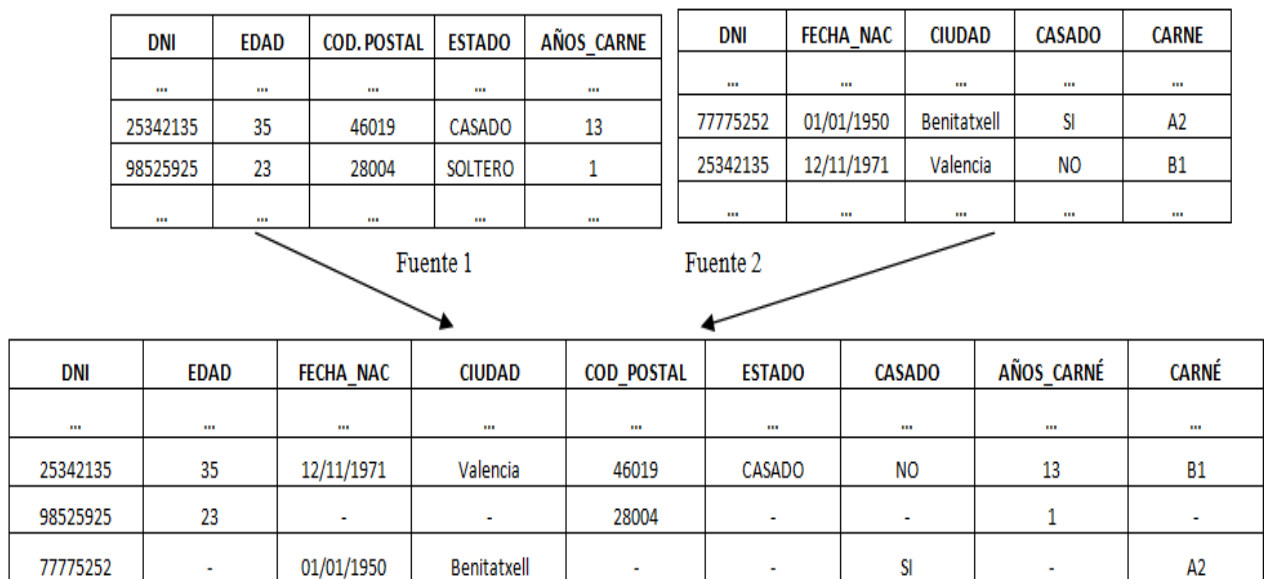 DNI EDAD COD. POSTAL ESTADO AÑOS_CARNE
... ... ... ... ...
25342135 35 46019 CASADO 13
98525925 23 28004 SOLTERO 1
... ... ... ... ...
DNI FECHA_NAC CIUDAD CASADO CARNE
... ... ... ... ...
77775252 01/01/1950 Benitatxell SI A2
25342135 12/11/1971 Valencia NO B1
... ... ... ... ...
Fuente 1
Fuente 2
DNI EDAD FECHA_NAC CIUDAD COD_POSTAL ESTADO CASADO AÑOS_CARNÉ CARNÉ
... ... ... ... ... ... ... ... ...
25342135 35 12/11/1971 Valencia 46019 CASADO NO 13 B1
98525925 23 - - 28004 - - 1 -
77775252 - 01/01/1950 Benitatxell - - SI - A2